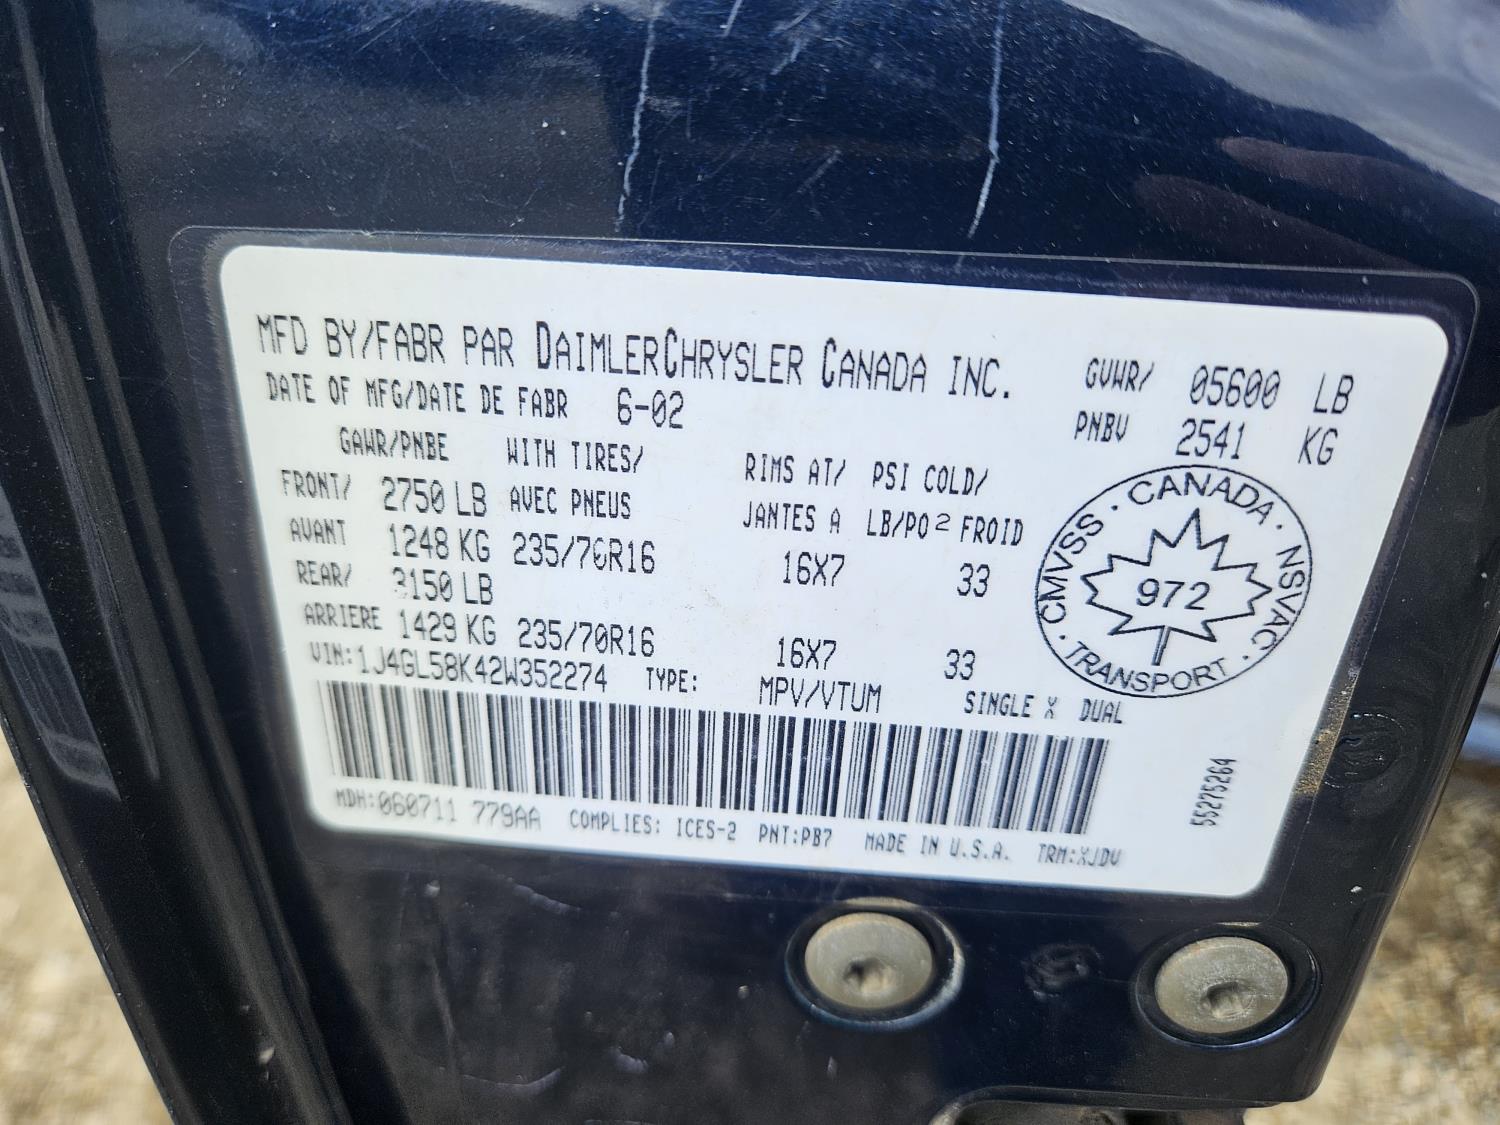 MFD BY/FABR PAR DAIMLERCHRYSLER CANADA INC. GVWR/ 05600 LB
DATE OF MFG/DATE DE FABR 6-02 PNBV 2541 KG
GAWR/PNBE WITH TIRES/ RIMS AT/ PSI COLD/
FRONT/ 2750 LB AVEC PNEUS JANTES A LB/PO² FROID
AVANT 1248 KG 235/70R16 16X7 33
REAR/ 3150 LB
ARRIERE 1429 KG 235/70R16 16X7 33
VIN:1J4GL58K42W352274 TYPE: MPV/VTUM SINGLE X DUAL
MDH:060711 779AA COMPLIES: ICES-2 PNT:PB7 MADE IN U.S.A. TRM:XJDV
· CANADA · NSVAC · TRANSPORT · CMVSS
972
55275264